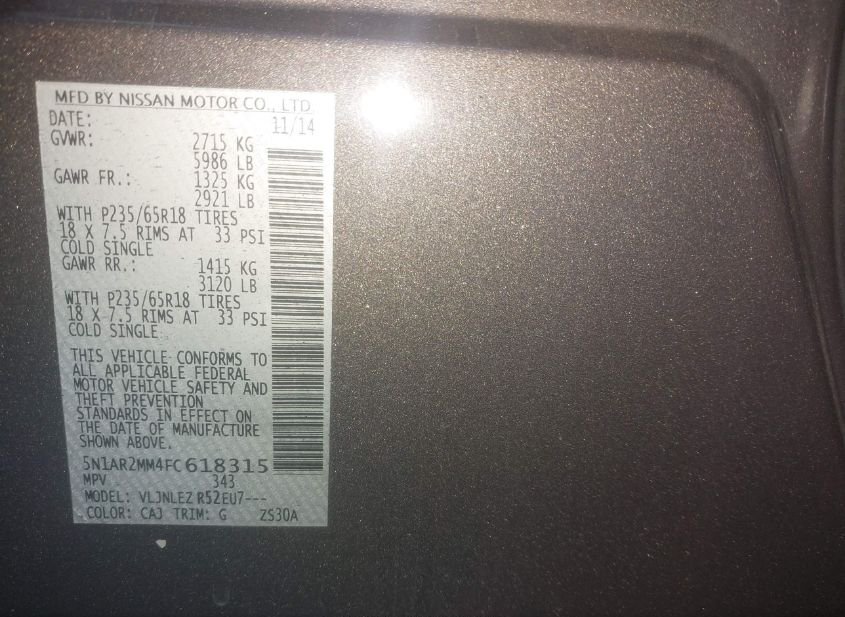 MFD BY NISSAN MOTOR CO., LTD.
DATE: 11/14
GVWR: 2715 KG
5986 LB
GAWR FR.: 1325 KG
2921 LB
WITH P235/65R18 TIRES
18 X 7.5 RIMS AT 33 PSI
COLD SINGLE
GAWR RR.: 1415 KG
3120 LB
WITH P235/65R18 TIRES
18 X 7.5 RIMS AT 33 PSI
COLD SINGLE
THIS VEHICLE CONFORMS TO
ALL APPLICABLE FEDERAL
MOTOR VEHICLE SAFETY AND
THEFT PREVENTION
STANDARDS IN EFFECT ON
THE DATE OF MANUFACTURE
SHOWN ABOVE.
5N1AR2MM4FC618315
MPV 343
MODEL: VLJNLEZ R52EU7---
COLOR: CAJ TRIM: G ZS30A